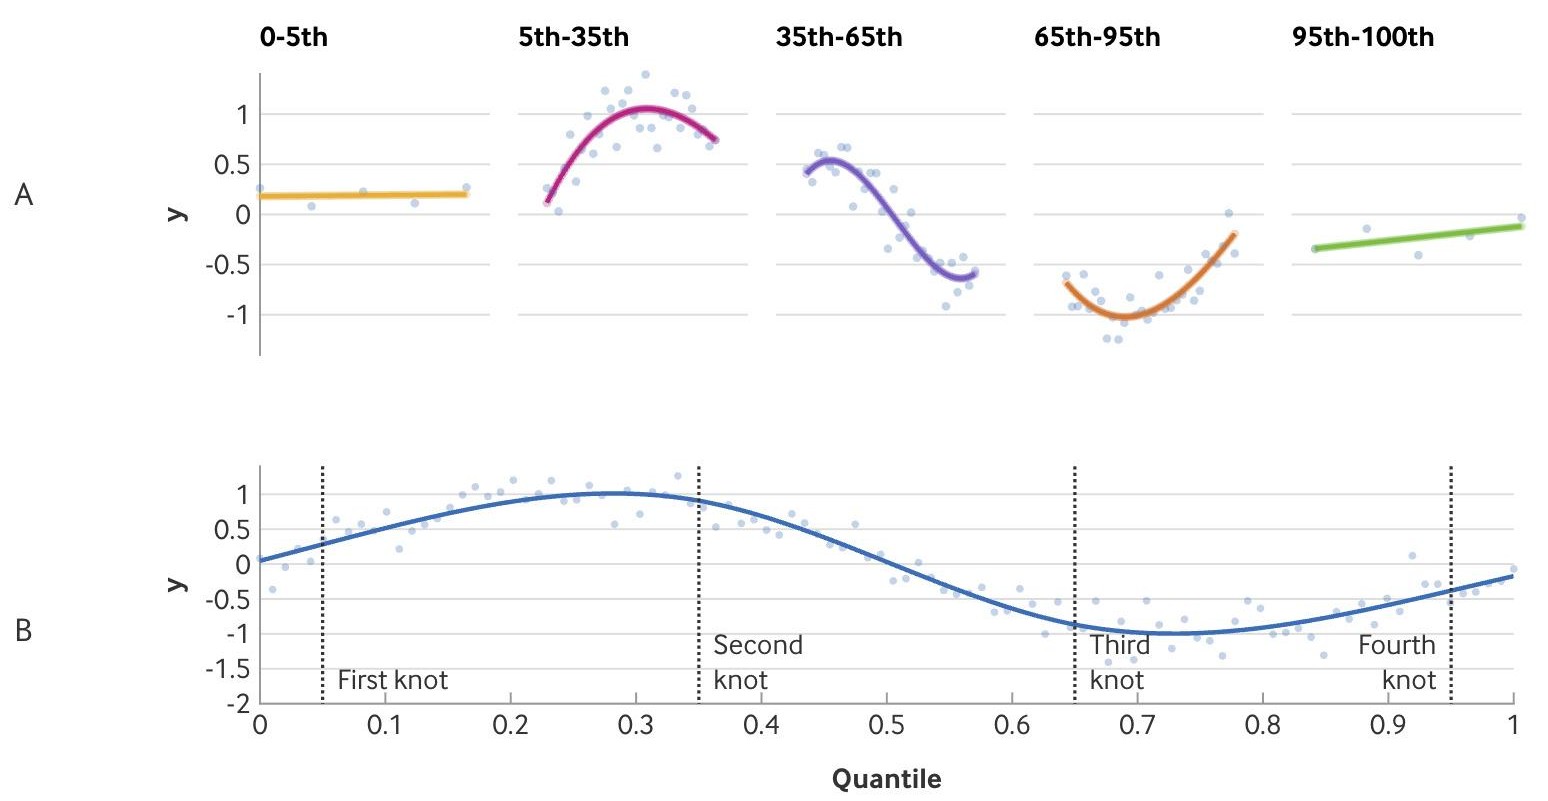 0-5th 5th-35th 35th-65th 65th-95th 95th-100th
1
0.5
A
y
0
-0.5
-1
1
0.5
y
0
-0.5
B
-1
-1.5
-2
First knot
Second
knot
Third
knot
Fourth
knot
0 0.1 0.2 0.3 0.4 0.5 0.6 0.7 0.8 0.9 1
Quantile